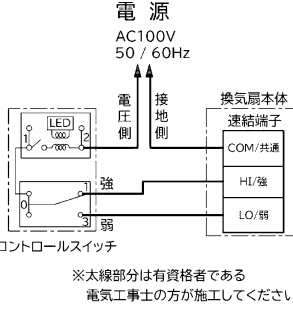 電 源
AC100V
50 / 60Hz
電圧側
接地側
換気扇本体
速結端子
LED
1
2
COM/共通
強
1
HI/強
0
3
弱
LO/弱
コントロールスイッチ
※太線部分は有資格者である
電気工事士の方が施工してください